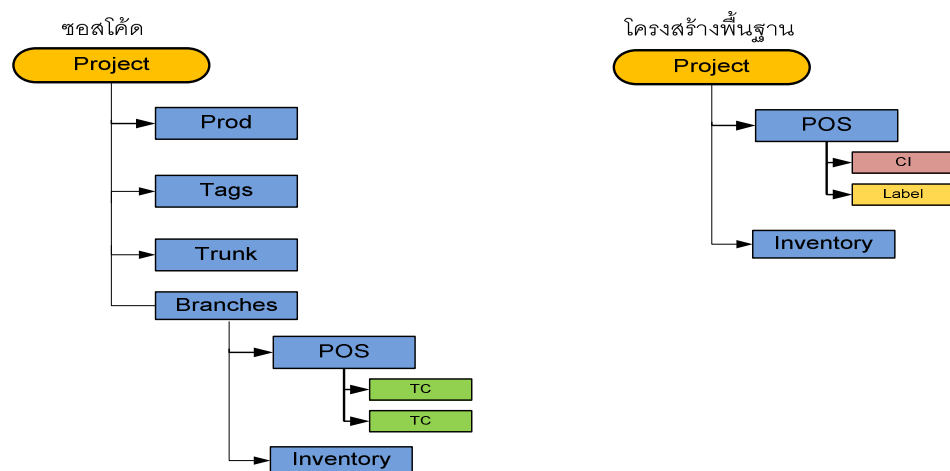 ซอสโค้ด
Project
Prod
Tags
Trunk
Branches
POS
TC
TC
Inventory
โครงสร้างพื้นฐาน
Project
POS
CI
Label
Inventory